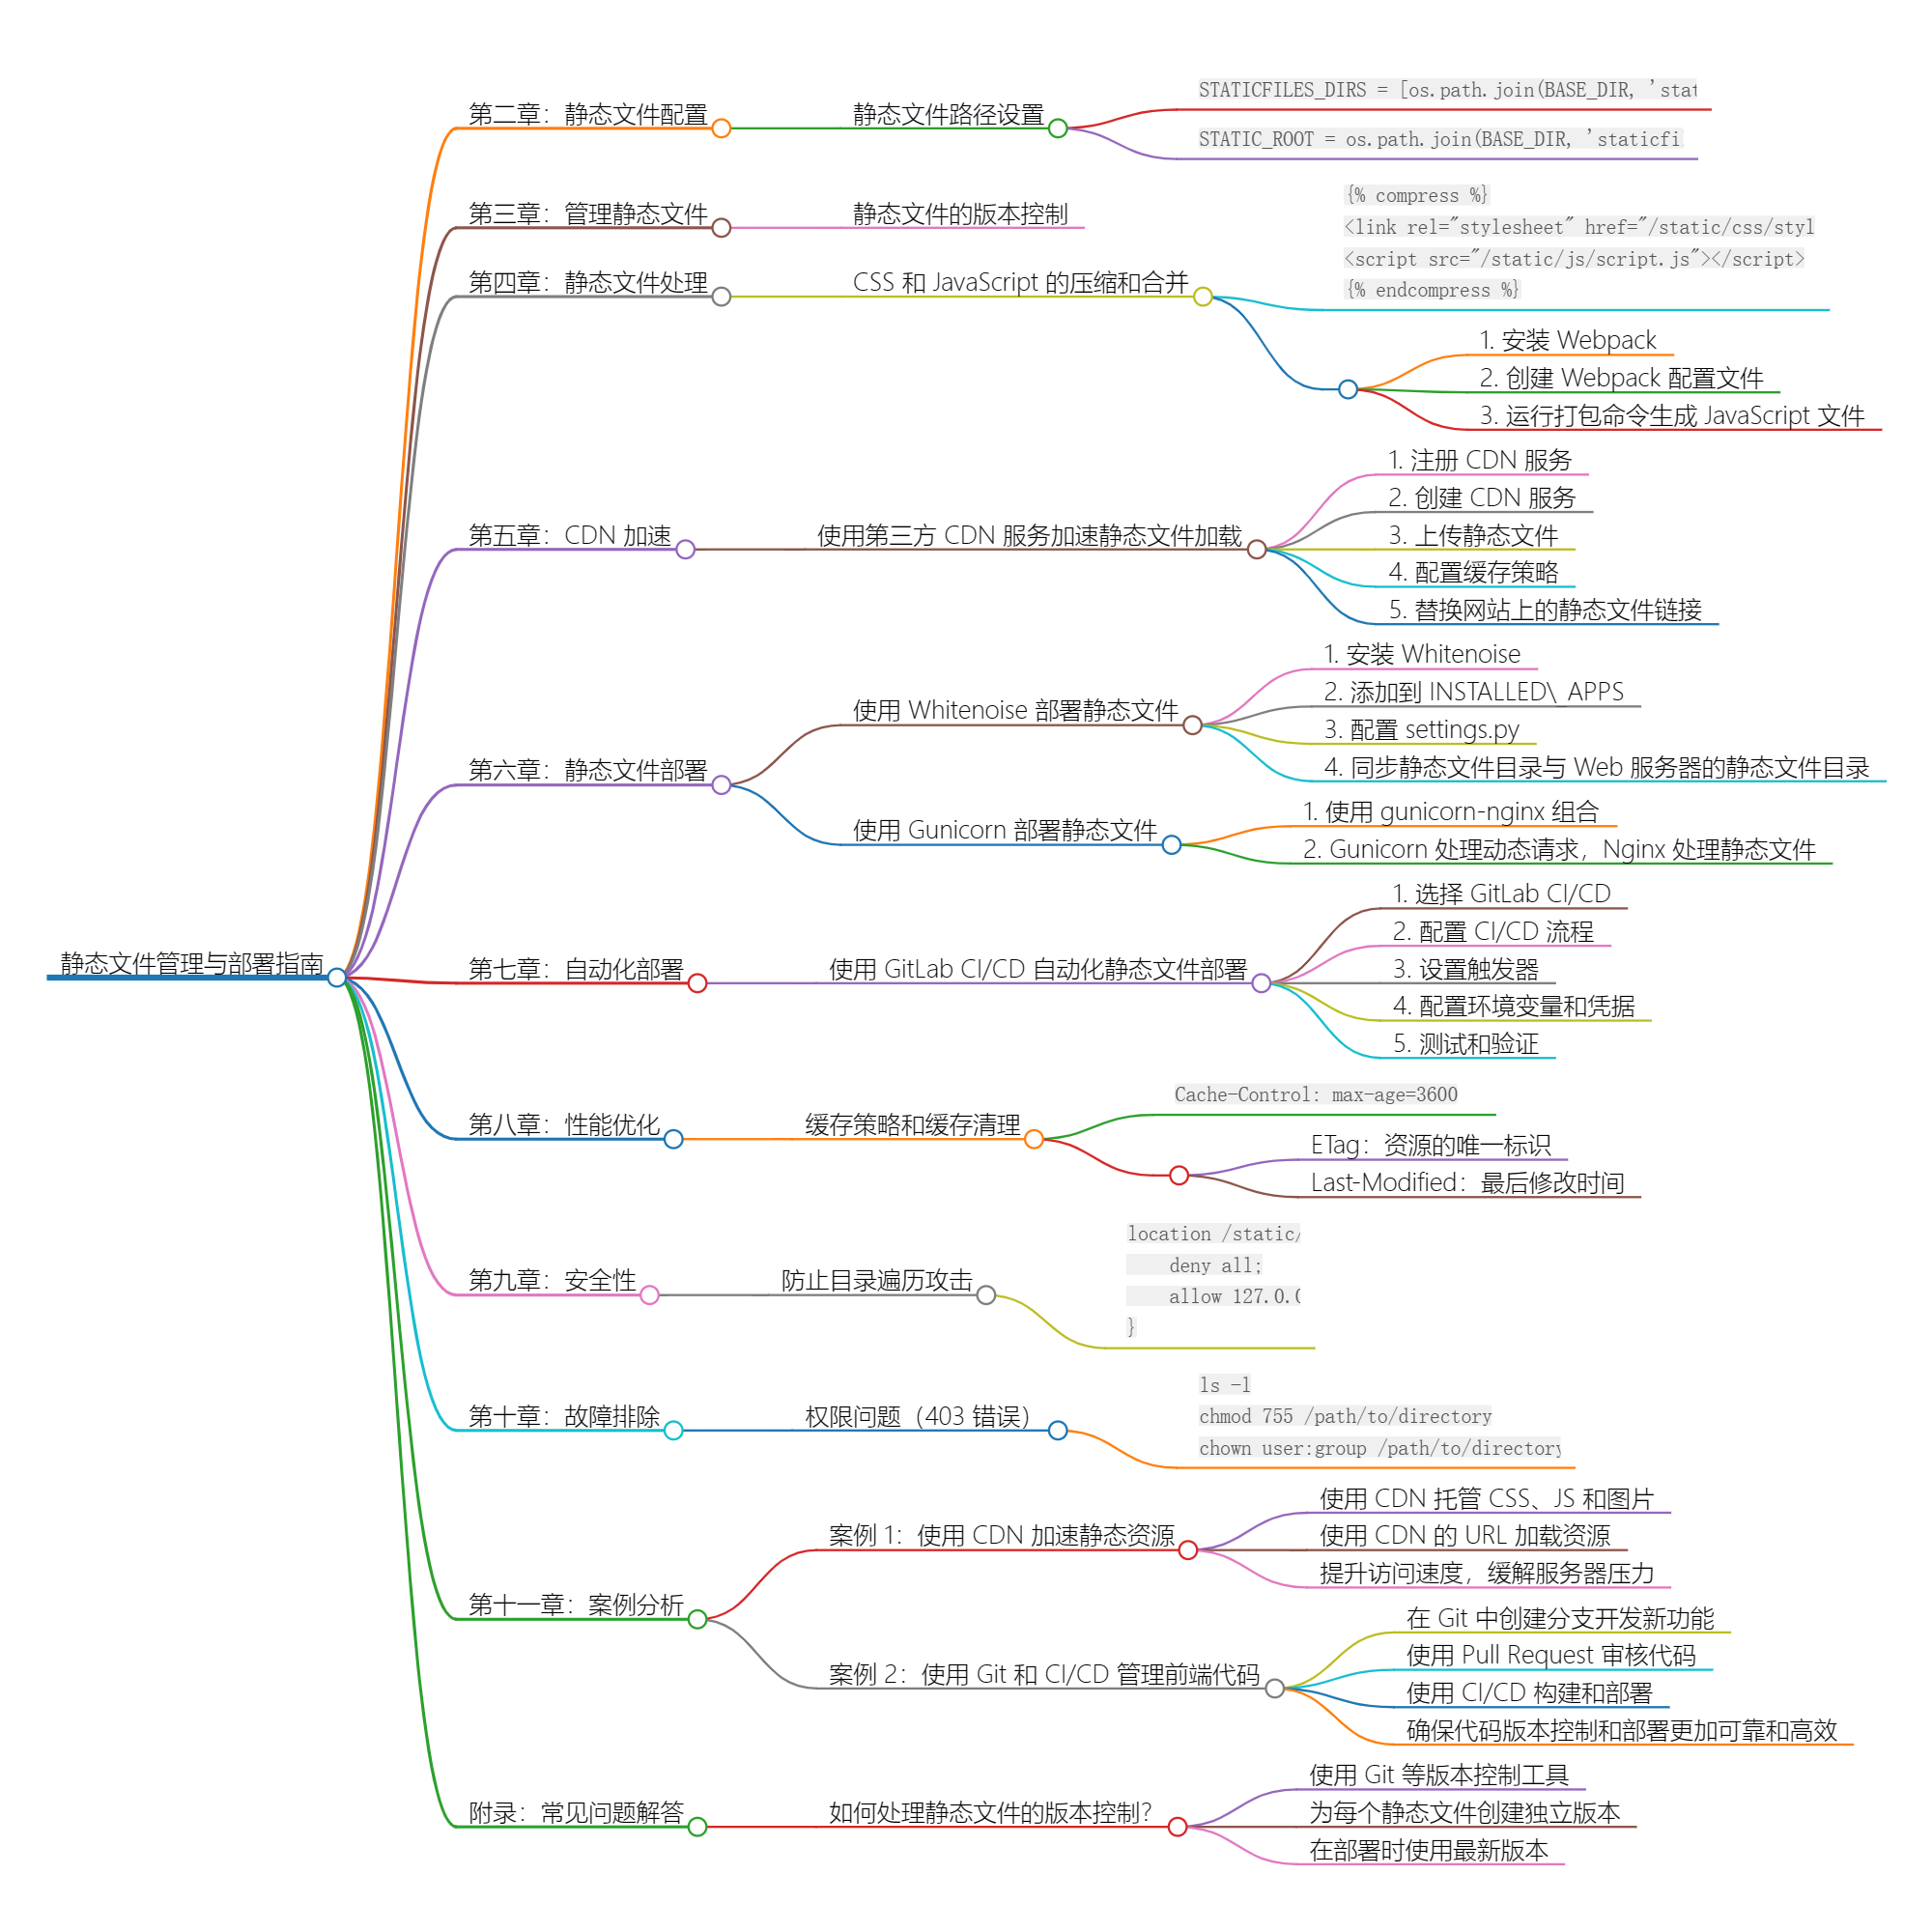 静态文件管理与部署指南
第二章：静态文件配置
静态文件路径设置
STATICFILES_DIRS = [os.path.join(BASE_DIR, 'stat
STATIC_ROOT = os.path.join(BASE_DIR, 'staticfi
第三章：管理静态文件
静态文件的版本控制
第四章：静态文件处理
CSS 和 JavaScript 的压缩和合并
{% compress %}
<link rel="stylesheet" href="/static/css/styl
<script src="/static/js/script.js"></script>
{% endcompress %}
1. 安装 Webpack
2. 创建 Webpack 配置文件
3. 运行打包命令生成 JavaScript 文件
第五章：CDN 加速
使用第三方 CDN 服务加速静态文件加载
1. 注册 CDN 服务
2. 创建 CDN 服务
3. 上传静态文件
4. 配置缓存策略
5. 替换网站上的静态文件链接
第六章：静态文件部署
使用 Whitenoise 部署静态文件
1. 安装 Whitenoise
2. 添加到 INSTALLED\_APPS
3. 配置 settings.py
4. 同步静态文件目录与 Web 服务器的静态文件目录
使用 Gunicorn 部署静态文件
1. 使用 gunicorn-nginx 组合
2. Gunicorn 处理动态请求，Nginx 处理静态文件
第七章：自动化部署
使用 GitLab CI/CD 自动化静态文件部署
1. 选择 GitLab CI/CD
2. 配置 CI/CD 流程
3. 设置触发器
4. 配置环境变量和凭据
5. 测试和验证
第八章：性能优化
缓存策略和缓存清理
Cache-Control: max-age=3600
ETag：资源的唯一标识
Last-Modified：最后修改时间
第九章：安全性
防止目录遍历攻击
location /static/
deny all;
allow 127.0.0
}
第十章：故障排除
权限问题（403 错误）
ls -l
chmod 755 /path/to/directory
chown user:group /path/to/directory
第十一章：案例分析
案例 1：使用 CDN 加速静态资源
使用 CDN 托管 CSS、JS 和图片
使用 CDN 的 URL 加载资源
提升访问速度，缓解服务器压力
案例 2：使用 Git 和 CI/CD 管理前端代码
在 Git 中创建分支开发新功能
使用 Pull Request 审核代码
使用 CI/CD 构建和部署
确保代码版本控制和部署更加可靠和高效
附录：常见问题解答
如何处理静态文件的版本控制？
使用 Git 等版本控制工具
为每个静态文件创建独立版本
在部署时使用最新版本